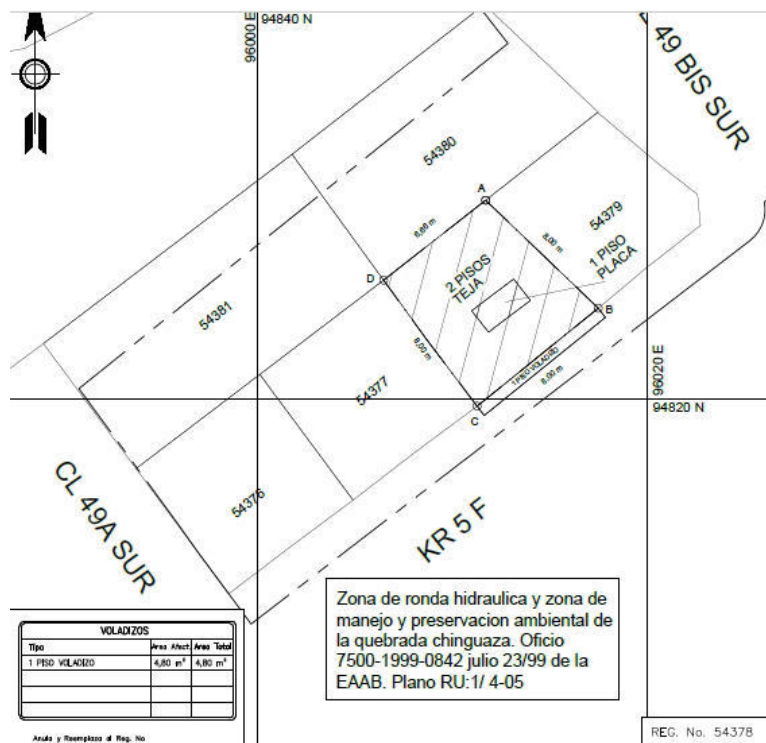 96000 E
94840 N
L 49 BIS SUR
54380
A
54379
6,66 m
8,00 m
1 PISO
PLACA
D
2 PISOS
TEJA
B
54381
8,00 m
1 PISO VOLADIZO
8,00 m
96020 E
54377
C
94820 N
CL 49A SUR
54376
KR 5 F
Zona de ronda hidraulica y zona de
manejo y preservacion ambiental de
la quebrada chinguaza. Oficio
7500-1999-0842 julio 23/99 de la
EAAB. Plano RU:1/ 4-05
VOLADIZOS
Tipo Area Afect. Area Total
1 PISO VOLADIZO 4,80 m² 4,80 m²
Anula y Reemplaza al Reg. No
REG. No. 54378